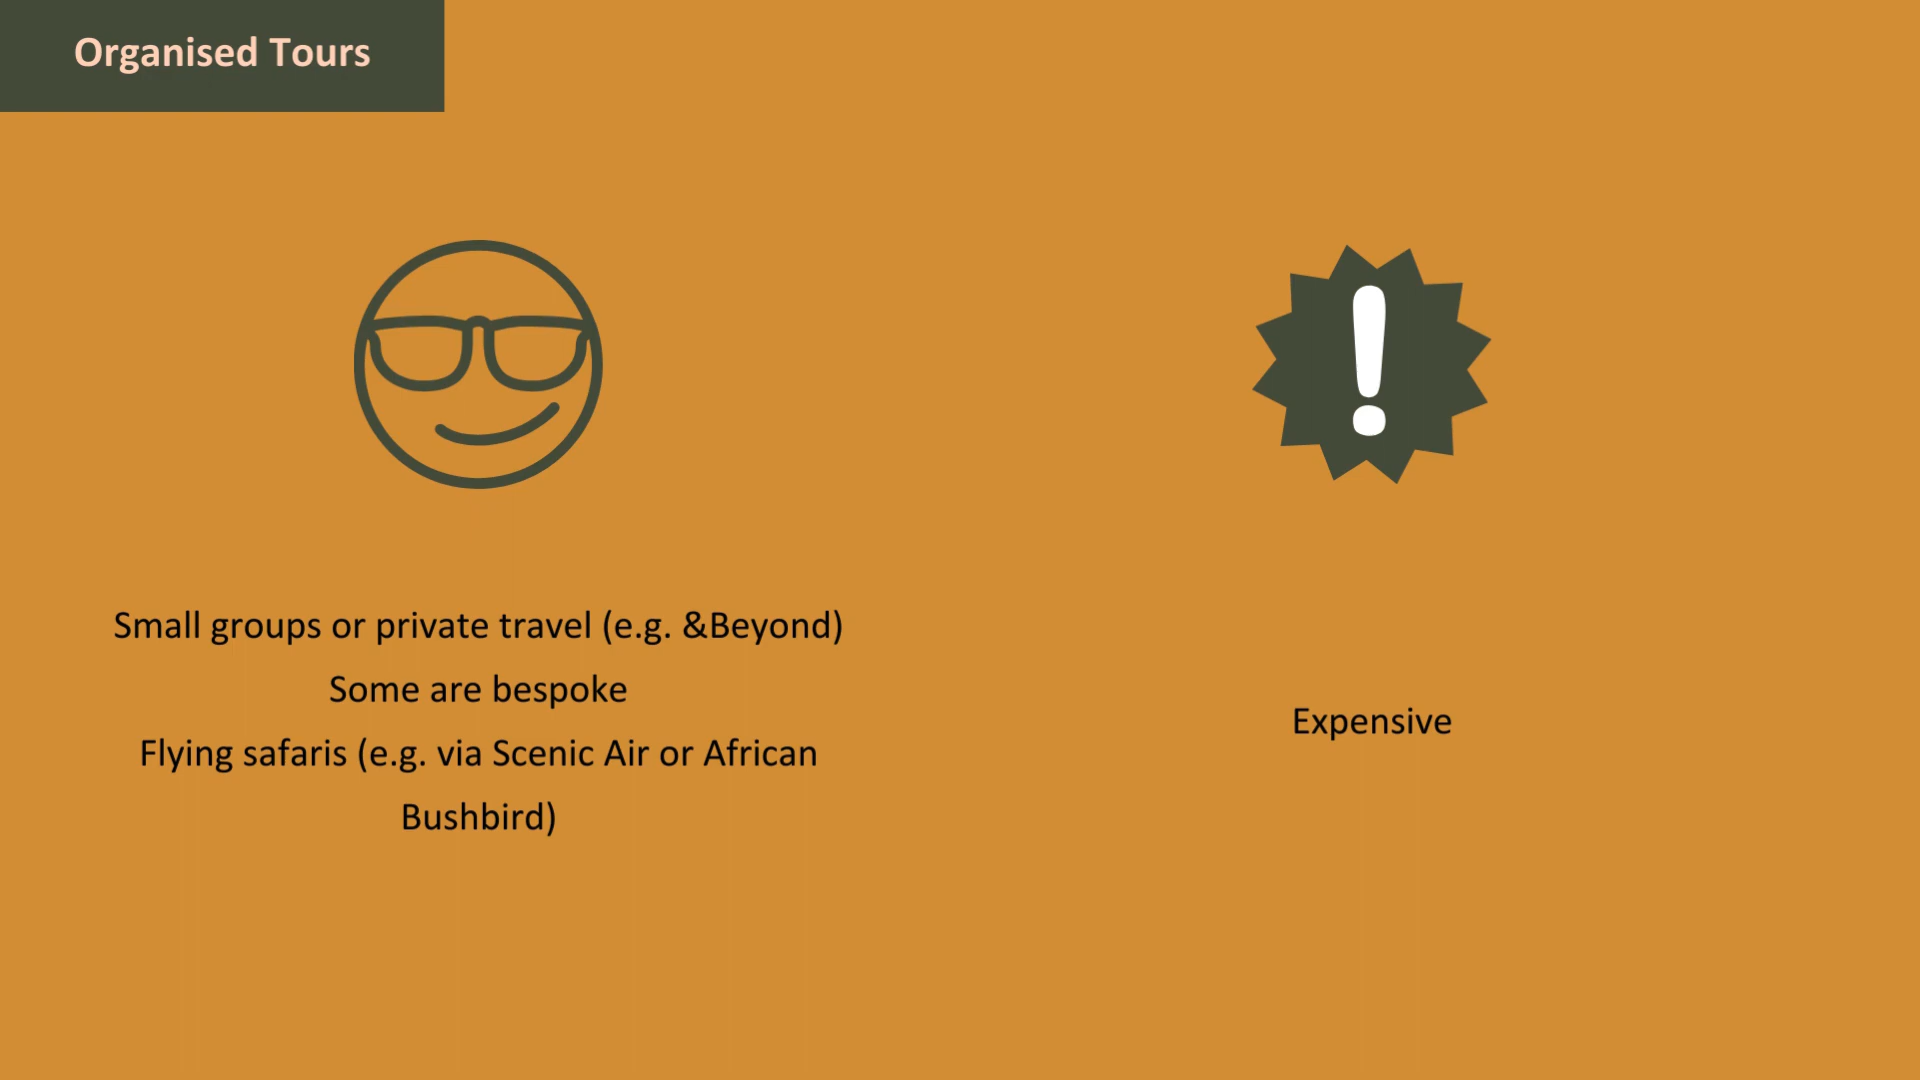 Organised Tours
Small groups or private travel (e.g. &Beyond)
Some are bespoke
Flying safaris (e.g. via Scenic Air or African
Bushbird)
Expensive